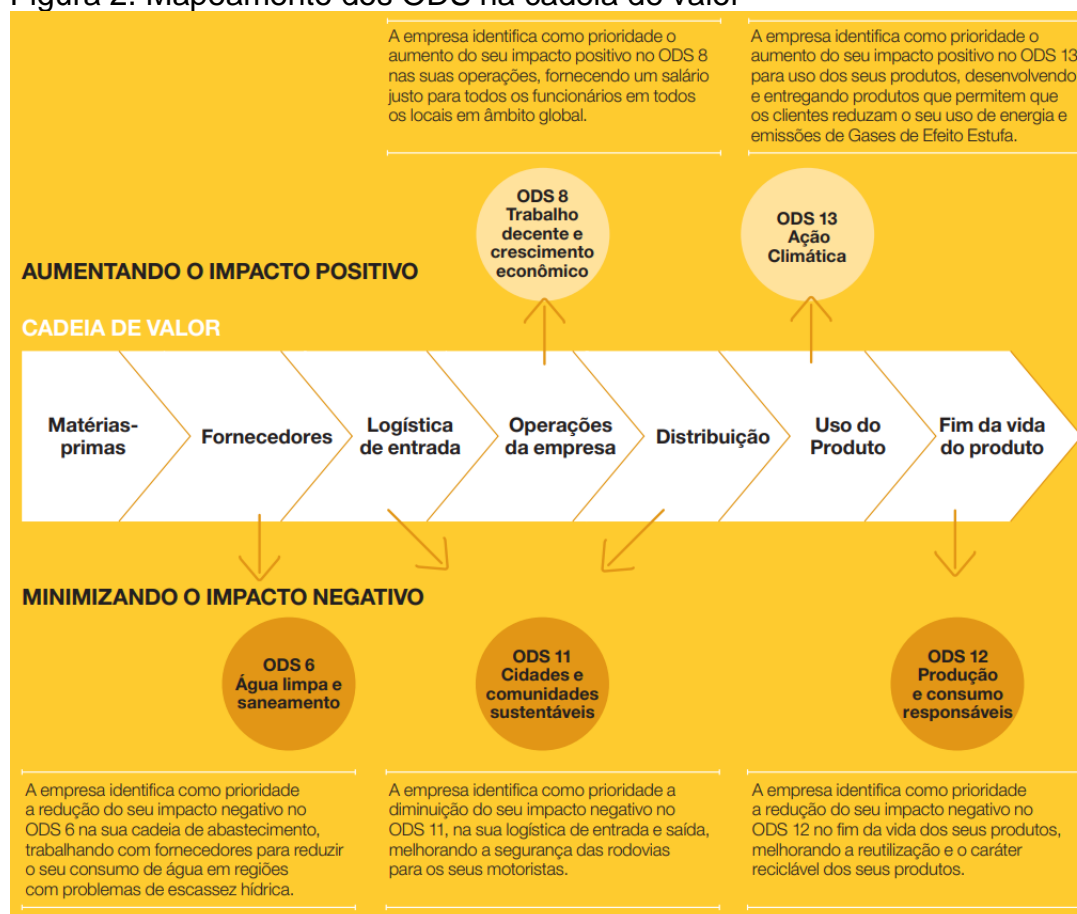 Figura 2: Mapeamento dos ODS na cadeia de valor
A empresa identifica como prioridade o
aumento do seu impacto positivo no ODS 8
nas suas operações, fornecendo um salário
justo para todos os funcionários em todos
os locais em âmbito global.
A empresa identifica como prioridade o
aumento do seu impacto positivo no ODS 13
para uso dos seus produtos, desenvolvendo
e entregando produtos que permitem que
os clientes reduzam o seu uso de energia e
emissões de Gases de Efeito Estufa.
ODS 8
Trabalho
decente e
crescimento
econômico
ODS 13
Ação
Climática
AUMENTANDO O IMPACTO POSITIVO
CADEIA DE VALOR
Matérias-
primas
Fornecedores
Logística
de entrada
Operações
da empresa
Distribuição
Uso do
Produto
Fim da vida
do produto
MINIMIZANDO O IMPACTO NEGATIVO
ODS 6
Água limpa e
saneamento
ODS 11
Cidades e
comunidades
sustentáveis
ODS 12
Produção
e consumo
responsáveis
A empresa identifica como prioridade
a redução do seu impacto negativo no
ODS 6 na sua cadeia de abastecimento,
trabalhando com fornecedores para reduzir
o seu consumo de água em regiões
com problemas de escassez hídrica.
A empresa identifica como prioridade a
diminuição do seu impacto negativo no
ODS 11, na sua logística de entrada e saída,
melhorando a segurança das rodovias
para os seus motoristas.
A empresa identifica como prioridade
a redução do seu impacto negativo no
ODS 12 no fim da vida dos seus produtos,
melhorando a reutilização e o caráter
reciclável dos seus produtos.